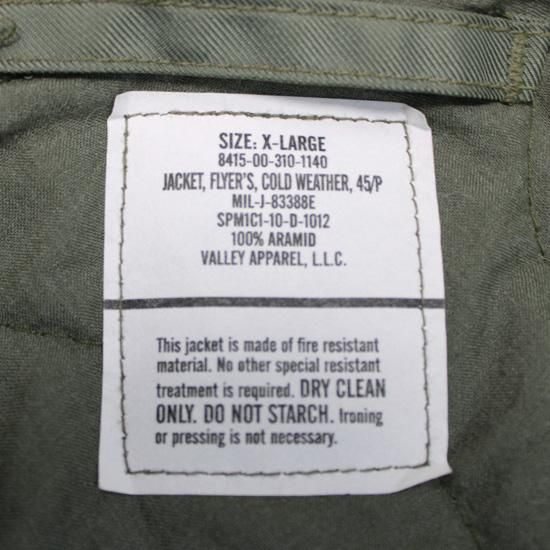 SIZE: X-LARGE
8415-00-310-1140
JACKET, FLYER'S, COLD WEATHER, 45/P
MIL-J-83388E
SPM1C1-10-D-1012
100% ARAMID
VALLEY APPAREL, L.L.C.
This jacket is made of fire resistant
material. No other special resistant
treatment is required. DRY CLEAN
ONLY. DO NOT STARCH. Ironing
or pressing is not necessary.